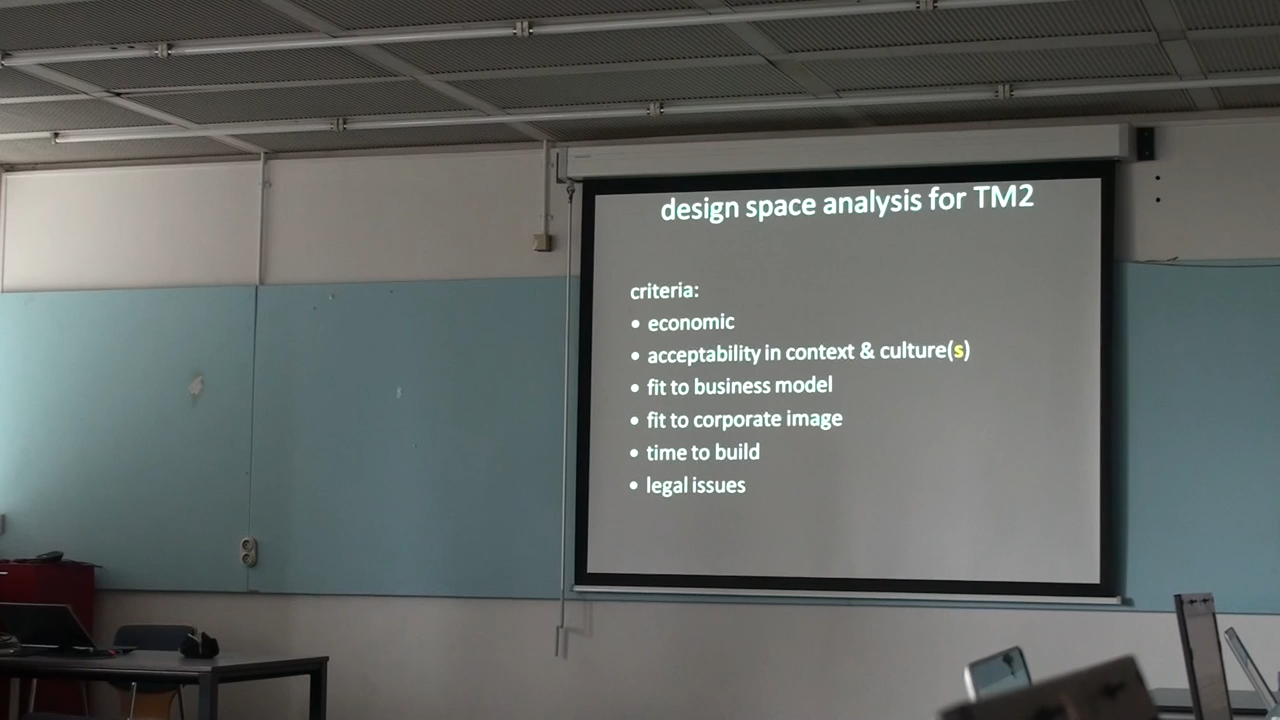 design space analysis for TM2
criteria:
• economic
• acceptability in context & culture(s)
• fit to business model
• fit to corporate image
• time to build
• legal issues